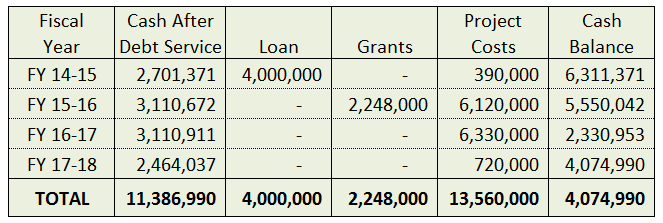 Fiscal Year Cash After Debt Service Loan Grants Project Costs Cash Balance
FY 14-15 2,701,371 4,000,000 - 390,000 6,311,371
FY 15-16 3,110,672 - 2,248,000 6,120,000 5,550,042
FY 16-17 3,110,911 - - 6,330,000 2,330,953
FY 17-18 2,464,037 - - 720,000 4,074,990
TOTAL 11,386,990 4,000,000 2,248,000 13,560,000 4,074,990